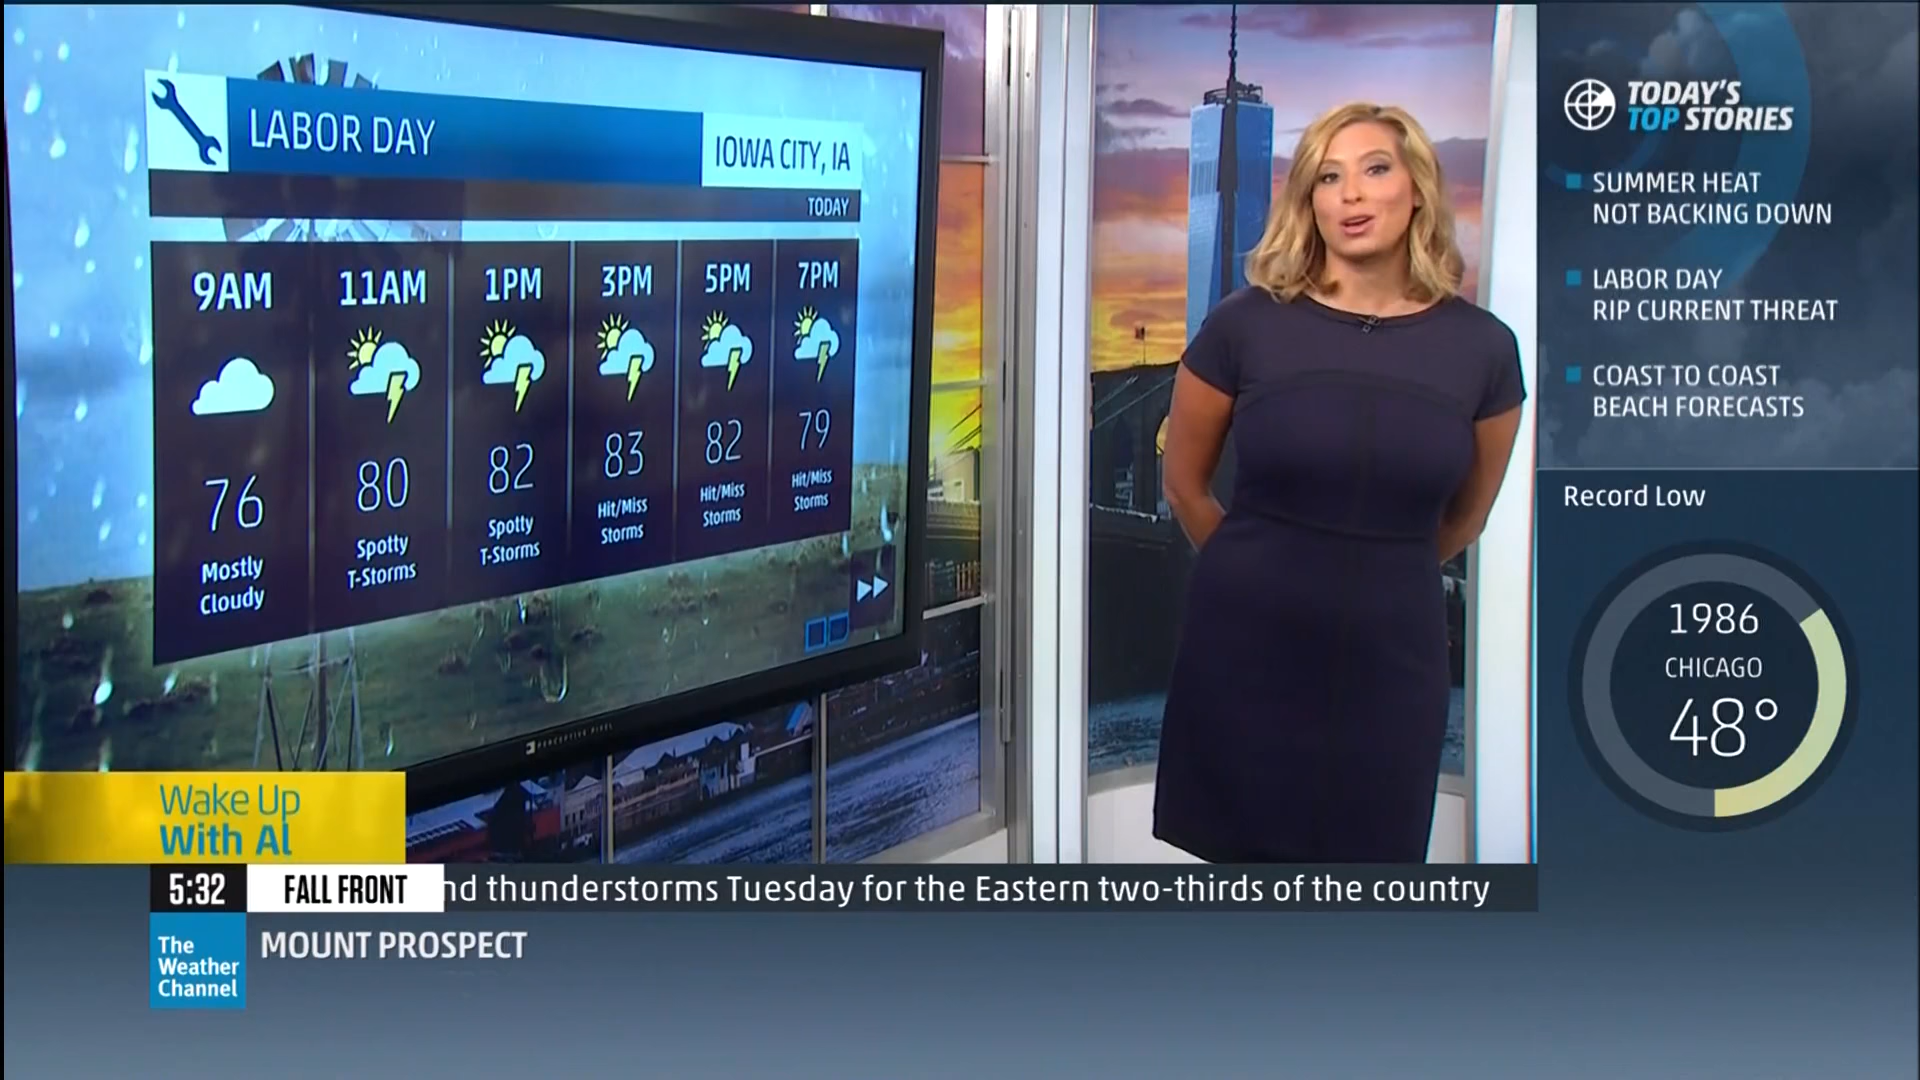 LABOR DAY
IOWA CITY, IA
TODAY
9AM
11AM
1PM
3PM
5PM
7PM
76
80
82
83
82
79
Mostly
Cloudy
Spotty
T-Storms
Spotty
T-Storms
Hit/Miss
Storms
Hit/Miss
Storms
Hit/Miss
Storms
PERCEPTIVE PIXEL
TODAY'S
TOP STORIES
SUMMER HEAT
NOT BACKING DOWN
LABOR DAY
RIP CURRENT THREAT
COAST TO COAST
BEACH FORECASTS
Record Low
1986
CHICAGO
48°
Wake Up
With Al
5:32
FALL FRONT
nd thunderstorms Tuesday for the Eastern two-thirds of the country
The
Weather
Channel
MOUNT PROSPECT